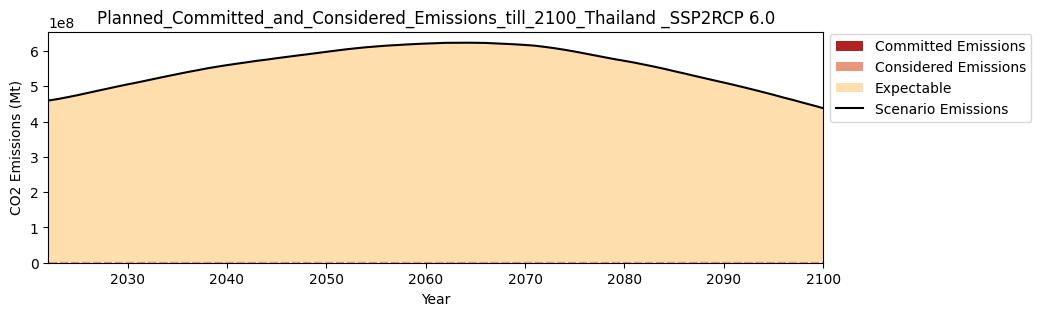 Planned_Committed_and_Considered_Emissions_till_2100_Thailand _SSP2RCP 6.0
1e8
6
5
4
3
2
1
0
CO2 Emissions (Mt)
2030 2040 2050 2060 2070 2080 2090 2100
Year
Committed Emissions
Considered Emissions
Expectable
Scenario Emissions